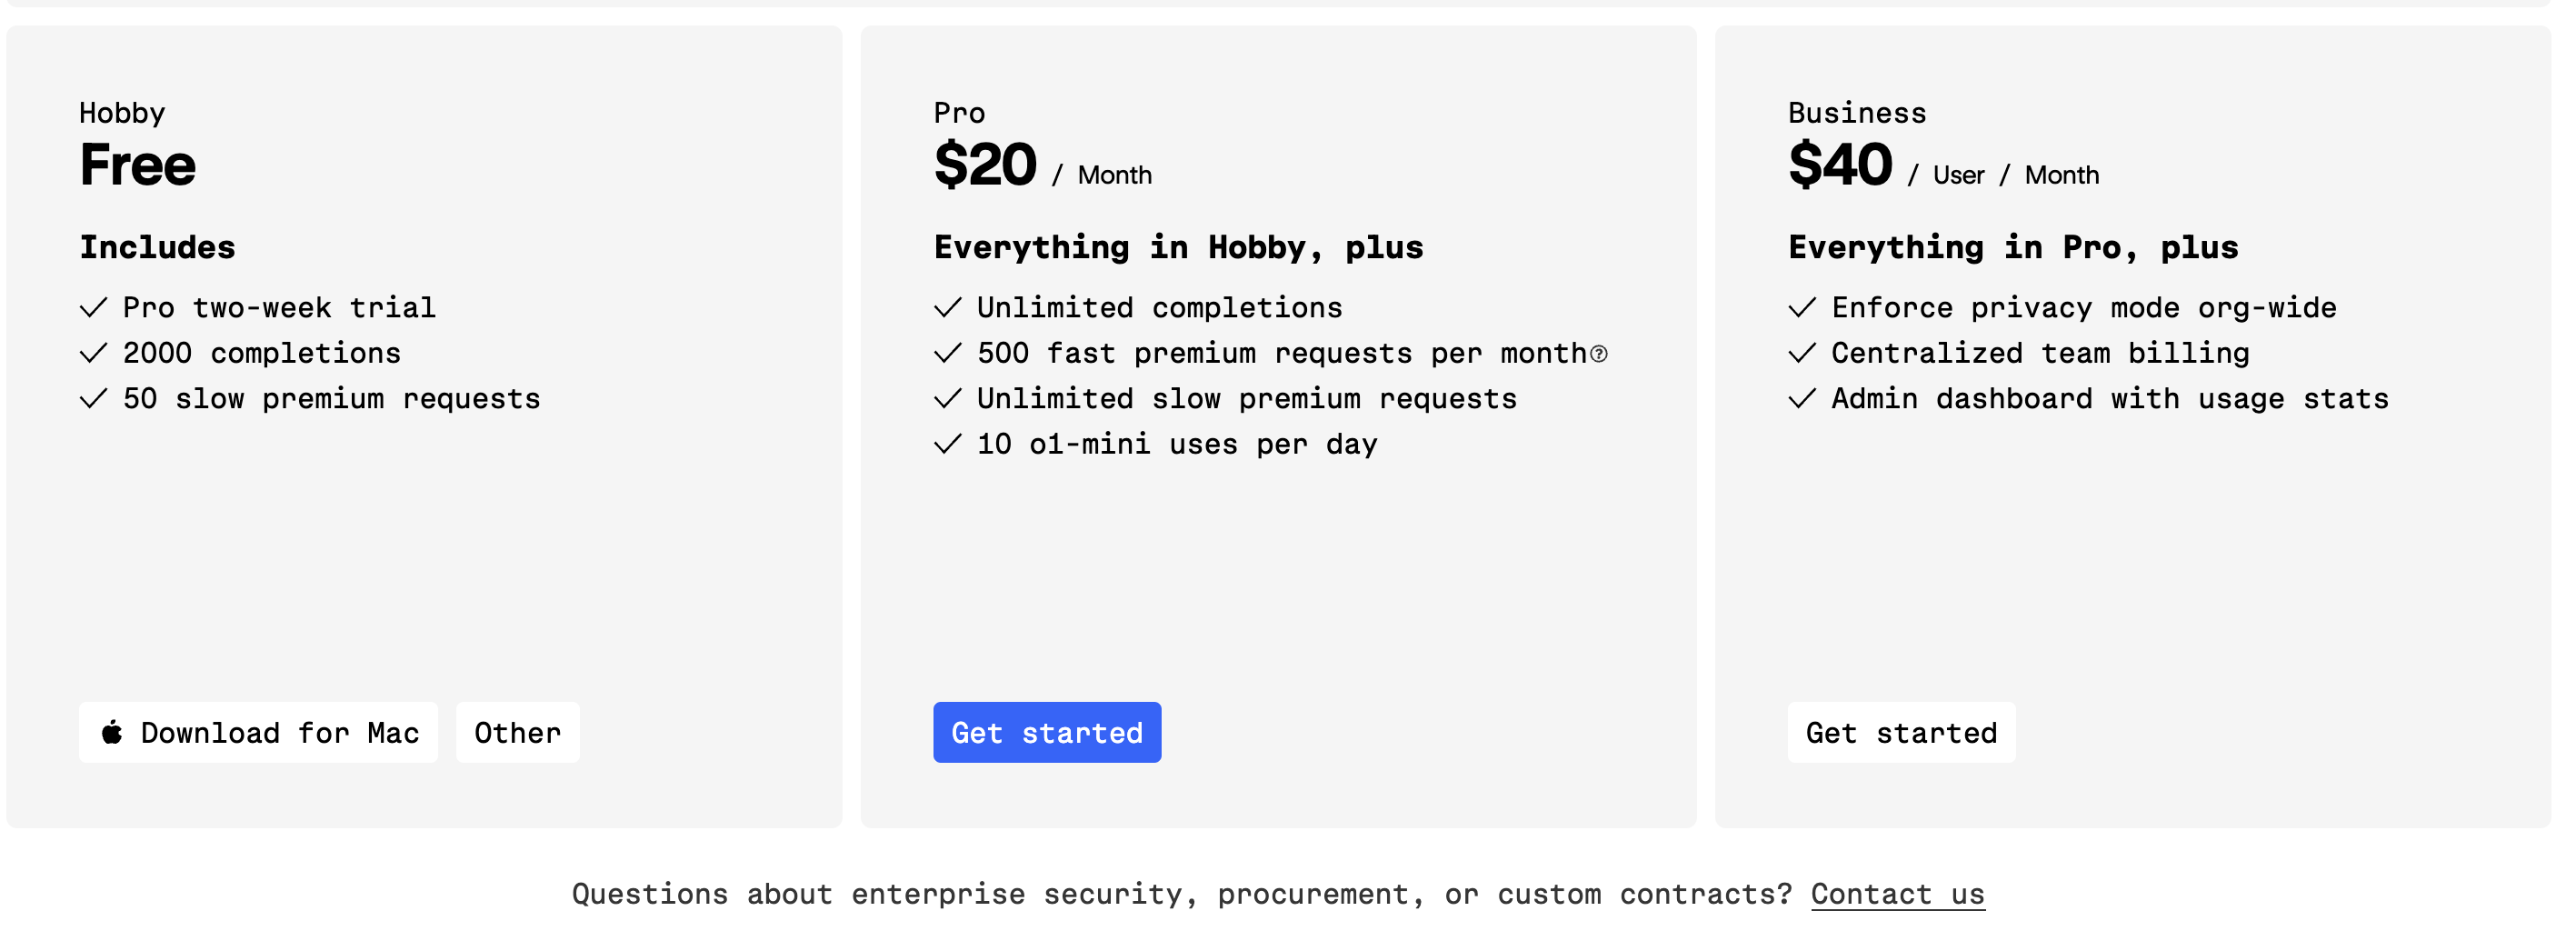 Hobby
Free
Includes
Pro two-week trial
2000 completions
50 slow premium requests
Download for Mac
Other
Pro
$20 / Month
Everything in Hobby, plus
Unlimited completions
500 fast premium requests per month?
Unlimited slow premium requests
10 o1-mini uses per day
Get started
Business
$40 / User / Month
Everything in Pro, plus
Enforce privacy mode org-wide
Centralized team billing
Admin dashboard with usage stats
Get started
Questions about enterprise security, procurement, or custom contracts? Contact us